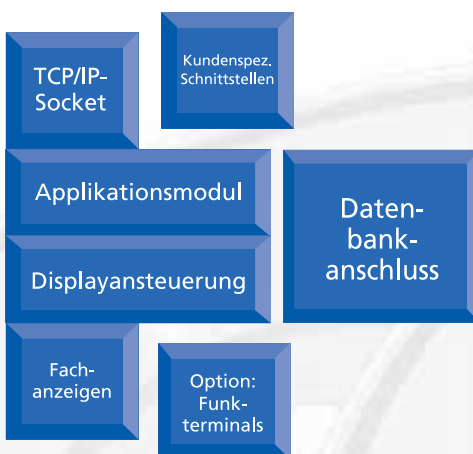 TCP/IP-
Socket
Kundenspez.
Schnittstellen
Applikationsmodul
Daten-
bank-
anschluss
Displayansteuerung
Fach-
anzeigen
Option:
Funk-
terminals